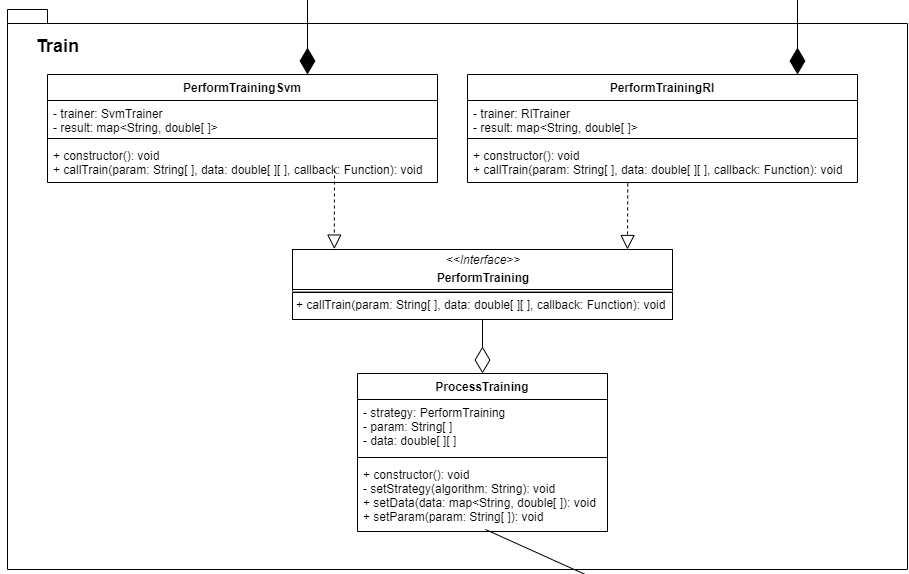 Train
PerformTrainingSvm
- trainer: SvmTrainer
- result: map<String, double[ ]>
+ constructor(): void
+ callTrain(param: String[ ], data: double[ ][ ], callback: Function): void
PerformTrainingRl
- trainer: RlTrainer
- result: map<String, double[ ]>
+ constructor(): void
+ callTrain(param: String[ ], data: double[ ][ ], callback: Function): void
<<Interface>>
PerformTraining
+ callTrain(param: String[ ], data: double[ ][ ], callback: Function): void
ProcessTraining
- strategy: PerformTraining
- param: String[ ]
- data: double[ ][ ]
+ constructor(): void
- setStrategy(algorithm: String): void
+ setData(data: map<String, double[ ]): void
+ setParam(param: String[ ]): void